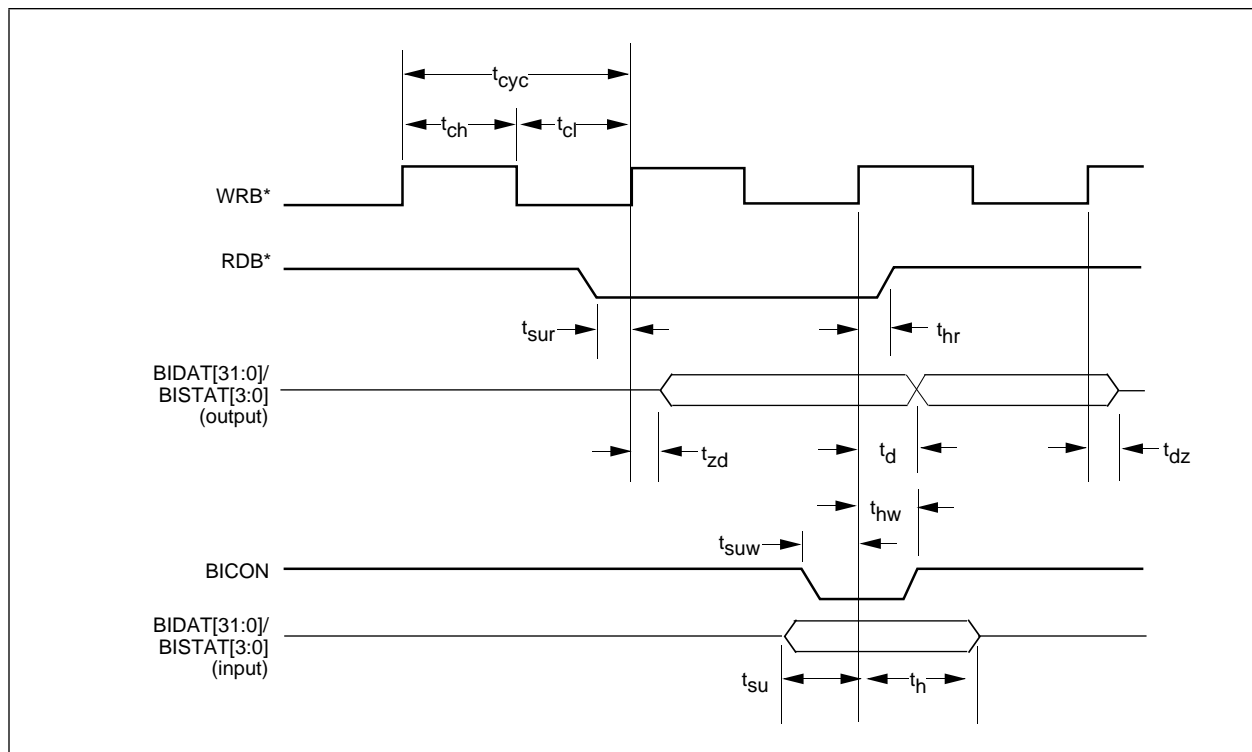 tcyc
tch
tcl
WRB*
RDB*
tsur
thr
BIDAT[31:0]/
BISTAT[3:0]
(output)
tzd
td
tdz
thw
tsuw
BICON
BIDAT[31:0]/
BISTAT[3:0]
(input)
tsu
th